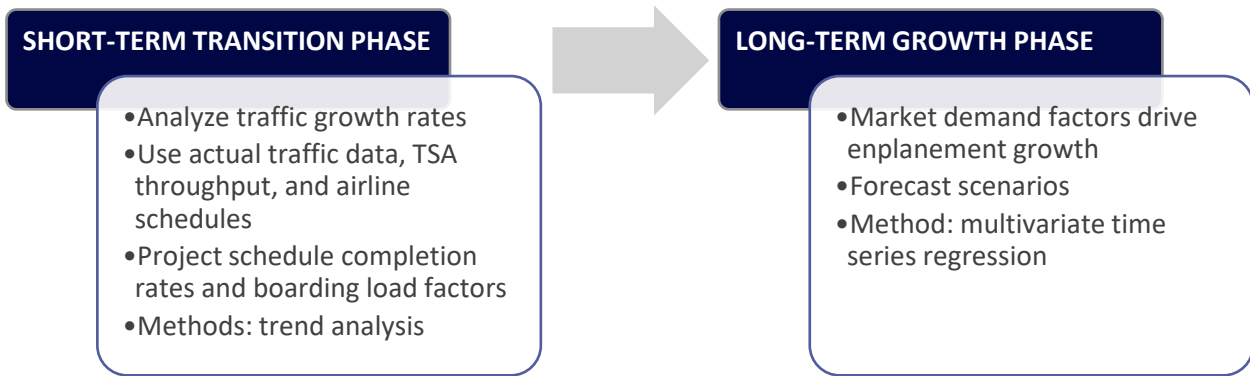 SHORT-TERM TRANSITION PHASE
•Analyze traffic growth rates
•Use actual traffic data, TSA
throughput, and airline
schedules
•Project schedule completion
rates and boarding load factors
•Methods: trend analysis
LONG-TERM GROWTH PHASE
•Market demand factors drive
enplanement growth
•Forecast scenarios
•Method: multivariate time
series regression